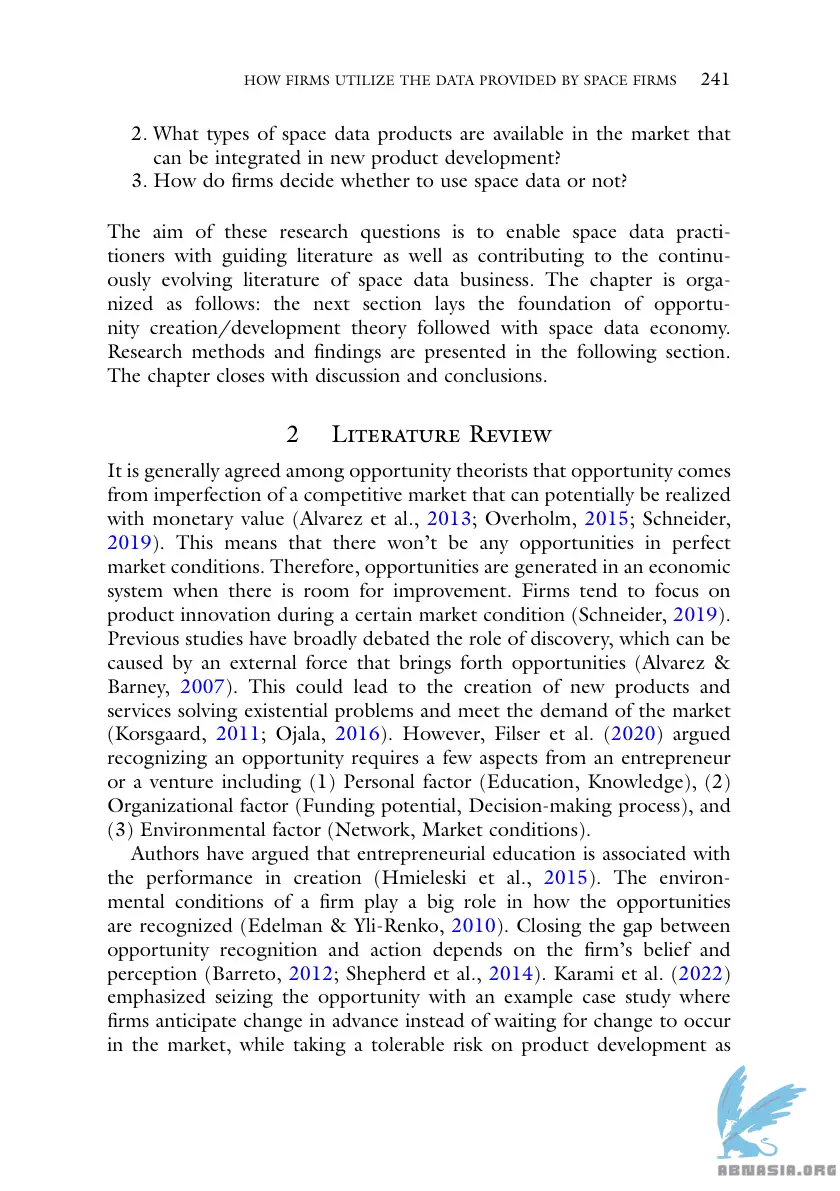 HOW FIRMS UTILIZE THE DATA PROVIDED BY SPACE FIRMS 241
2. What types of space data products are available in the market that
can be integrated in new product development?
3. How do firms decide whether to use space data or not?
The aim of these research questions is to enable space data practi-
tioners with guiding literature as well as contributing to the continu-
ously evolving literature of space data business. The chapter is orga-
nized as follows: the next section lays the foundation of opportu-
nity creation/development theory followed with space data economy.
Research methods and findings are presented in the following section.
The chapter closes with discussion and conclusions.
2 Literature Review
It is generally agreed among opportunity theorists that opportunity comes
from imperfection of a competitive market that can potentially be realized
with monetary value (Alvarez et al., 2013; Overholm, 2015; Schneider,
2019). This means that there won't be any opportunities in perfect
market conditions. Therefore, opportunities are generated in an economic
system when there is room for improvement. Firms tend to focus on
product innovation during a certain market condition (Schneider, 2019).
Previous studies have broadly debated the role of discovery, which can be
caused by an external force that brings forth opportunities (Alvarez &
Barney, 2007). This could lead to the creation of new products and
services solving existential problems and meet the demand of the market
(Korsgaard, 2011; Ojala, 2016). However, Filser et al. (2020) argued
recognizing an opportunity requires a few aspects from an entrepreneur
or a venture including (1) Personal factor (Education, Knowledge), (2)
Organizational factor (Funding potential, Decision-making process), and
(3) Environmental factor (Network, Market conditions).
Authors have argued that entrepreneurial education is associated with
the performance in creation (Hmieleski et al., 2015). The environ-
mental conditions of a firm play a big role in how the opportunities
are recognized (Edelman & Yli-Renko, 2010). Closing the gap between
opportunity recognition and action depends on the firm's belief and
perception (Barreto, 2012; Shepherd et al., 2014). Karami et al. (2022)
emphasized seizing the opportunity with an example case study where
firms anticipate change in advance instead of waiting for change to occur
in the market, while taking a tolerable risk on product development as
ABNASIA.ORG